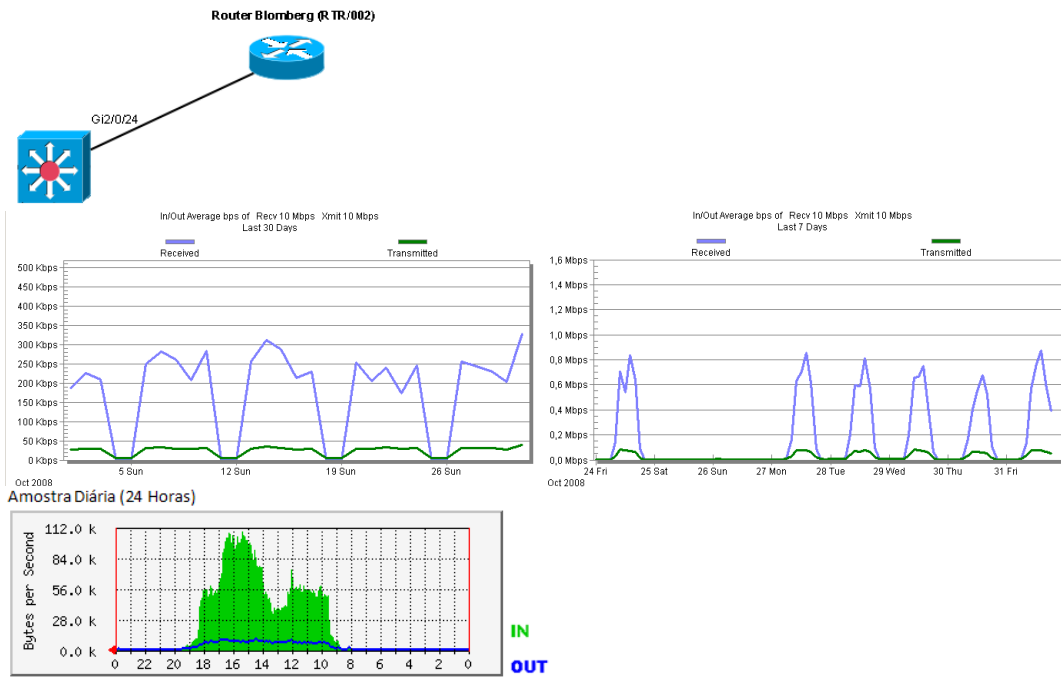 Router Blomberg (RTR/002)
Gi2/0/24
In/Out Average bps of Recv 10 Mbps Xmit 10 Mbps
Last 30 Days
Received
Transmitted
500 Kbps
450 Kbps
400 Kbps
350 Kbps
300 Kbps
250 Kbps
200 Kbps
150 Kbps
100 Kbps
50 Kbps
0 Kbps
5 Sun
12 Sun
19 Sun
26 Sun
Oct 2008
In/Out Average bps of Recv 10 Mbps Xmit 10 Mbps
Last 7 Days
Received
Transmitted
1,6 Mbps
1,4 Mbps
1,2 Mbps
1,0 Mbps
0,8 Mbps
0,6 Mbps
0,4 Mbps
0,2 Mbps
0,0 Mbps
24 Fri
25 Sat
26 Sun
27 Mon
28 Tue
29 Wed
30 Thu
31 Fri
Oct 2008
Amostra Diária (24 Horas)
Bytes per Second
112.0 k
84.0 k
56.0 k
28.0 k
0.0 k
0 22 20 18 16 14 12 10 8 6 4 2 0
IN
OUT